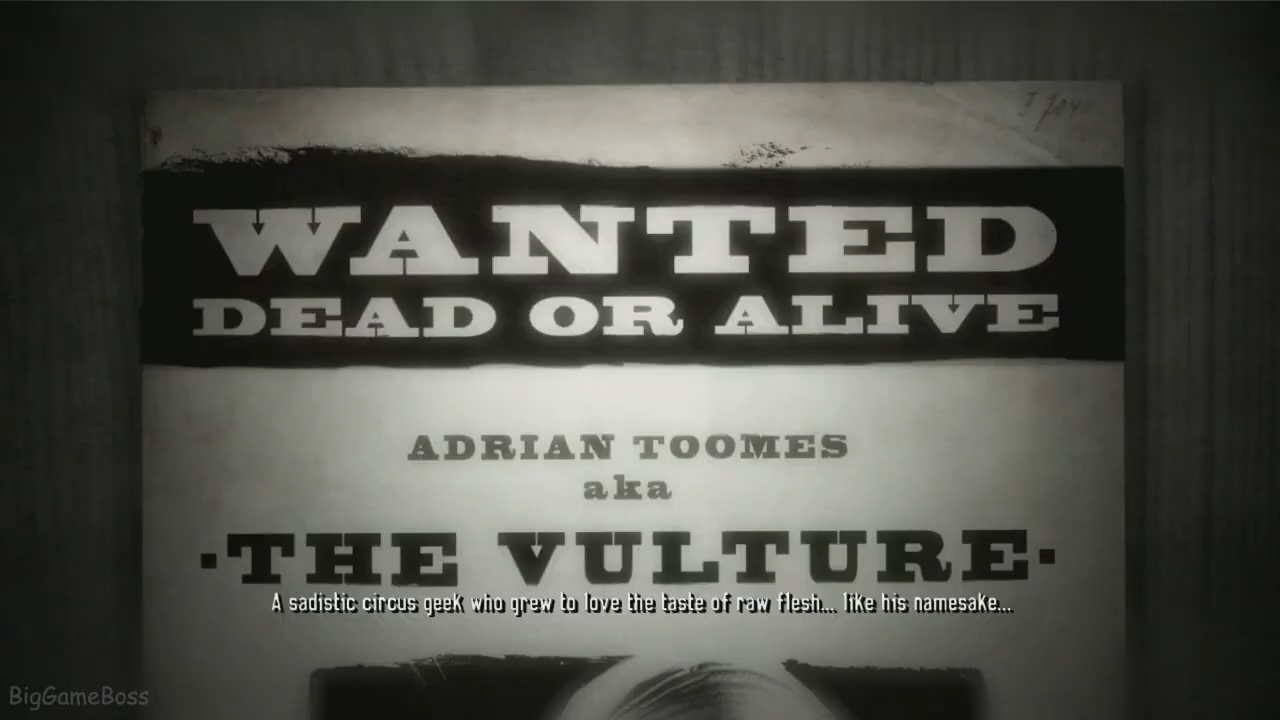 WANTED
DEAD OR ALIVE
ADRIAN TOOMES
aka
·THE VULTURE·
A sadistic circus geek who grew to love the taste of raw flesh... like his namesake...
BigGameBoss